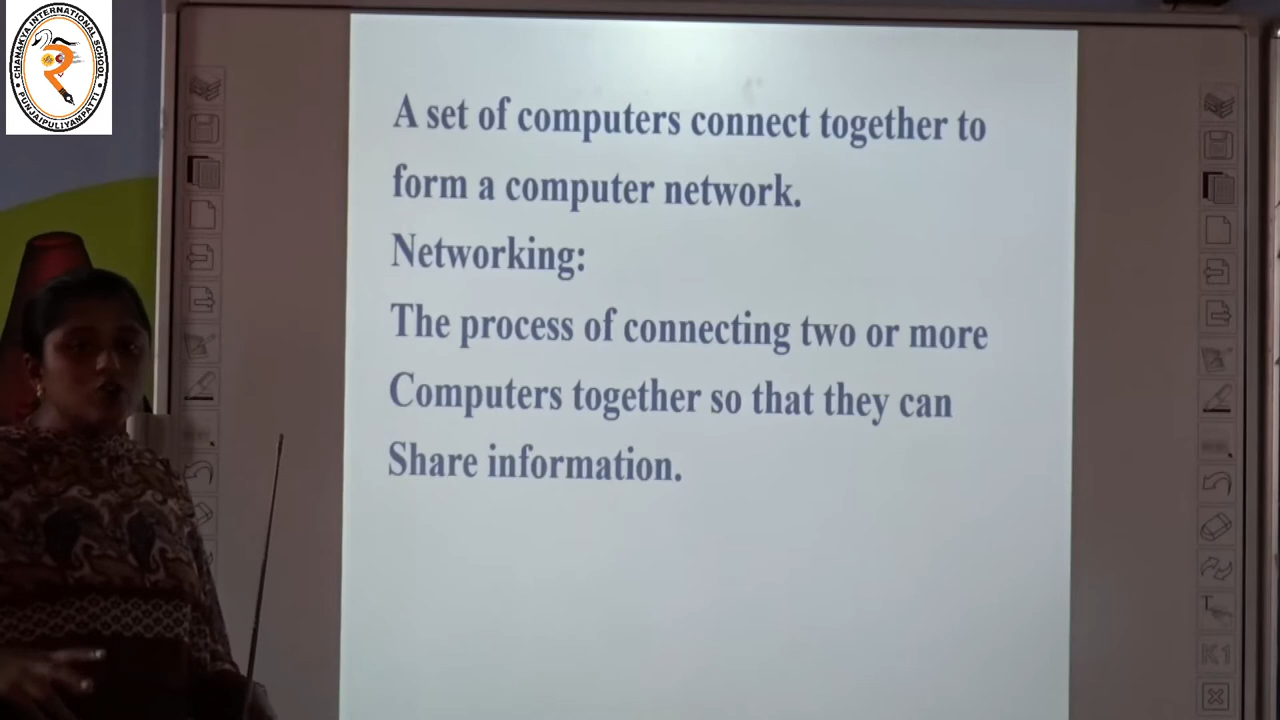 CHANAKYA INTERNATIONAL SCHOOL
PUNJAIPULIYAMPATTI
A set of computers connect together to
form a computer network.
Networking:
The process of connecting two or more
Computers together so that they can
Share information.
T
K1